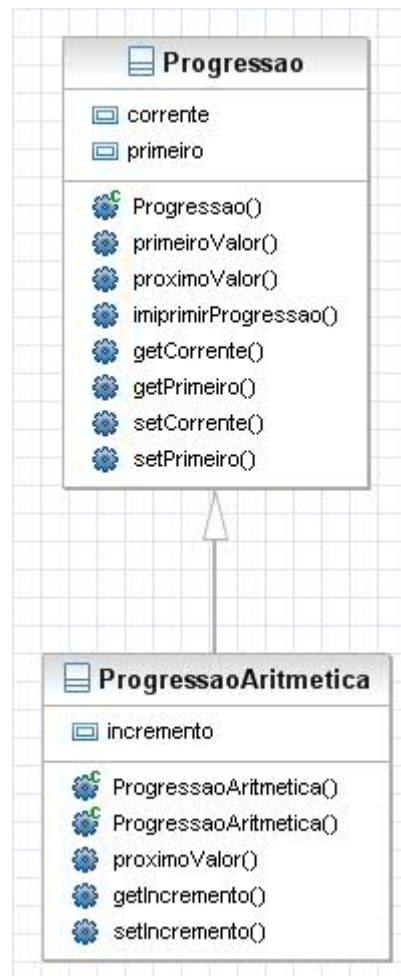 Progressao
corrente
primeiro
Progressao()
primeiroValor()
proximoValor()
imiprimirProgressao()
getCorrente()
getPrimeiro()
setCorrente()
setPrimeiro()
ProgressaoAritmetica
incremento
ProgressaoAritmetica()
ProgressaoAritmetica()
proximoValor()
getIncremento()
setIncremento()